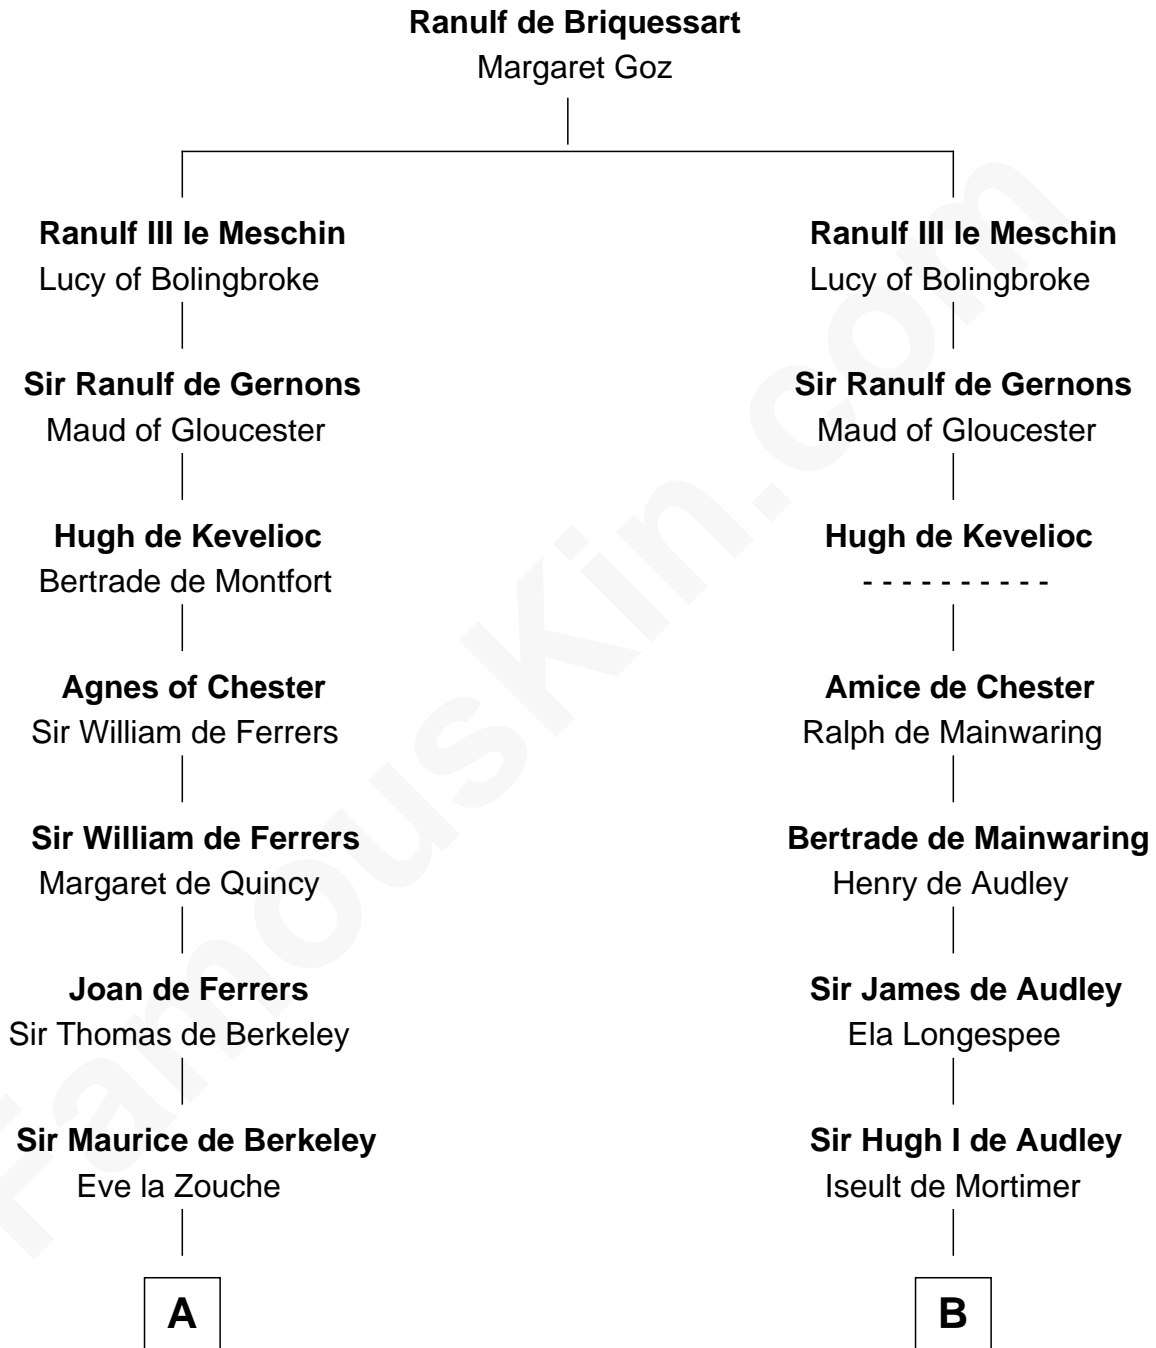 Ranulf de Briquessart
Margaret Goz
Ranulf III le Meschin
Lucy of Bolingbroke
Sir Ranulf de Gernons
Maud of Gloucester
Hugh de Kevelioc
Bertrade de Montfort
Agnes of Chester
Sir William de Ferrers
Sir William de Ferrers
Margaret de Quincy
Joan de Ferrers
Sir Thomas de Berkeley
Sir Maurice de Berkeley
Eve la Zouche
A
Ranulf III le Meschin
Lucy of Bolingbroke
Sir Ranulf de Gernons
Maud of Gloucester
Hugh de Kevelioc
- - - - - - - - - -
Amice de Chester
Ralph de Mainwaring
Bertrade de Mainwaring
Henry de Audley
Sir James de Audley
Ela Longespee
Sir Hugh I de Audley
Iseult de Mortimer
B
FamousKin.com